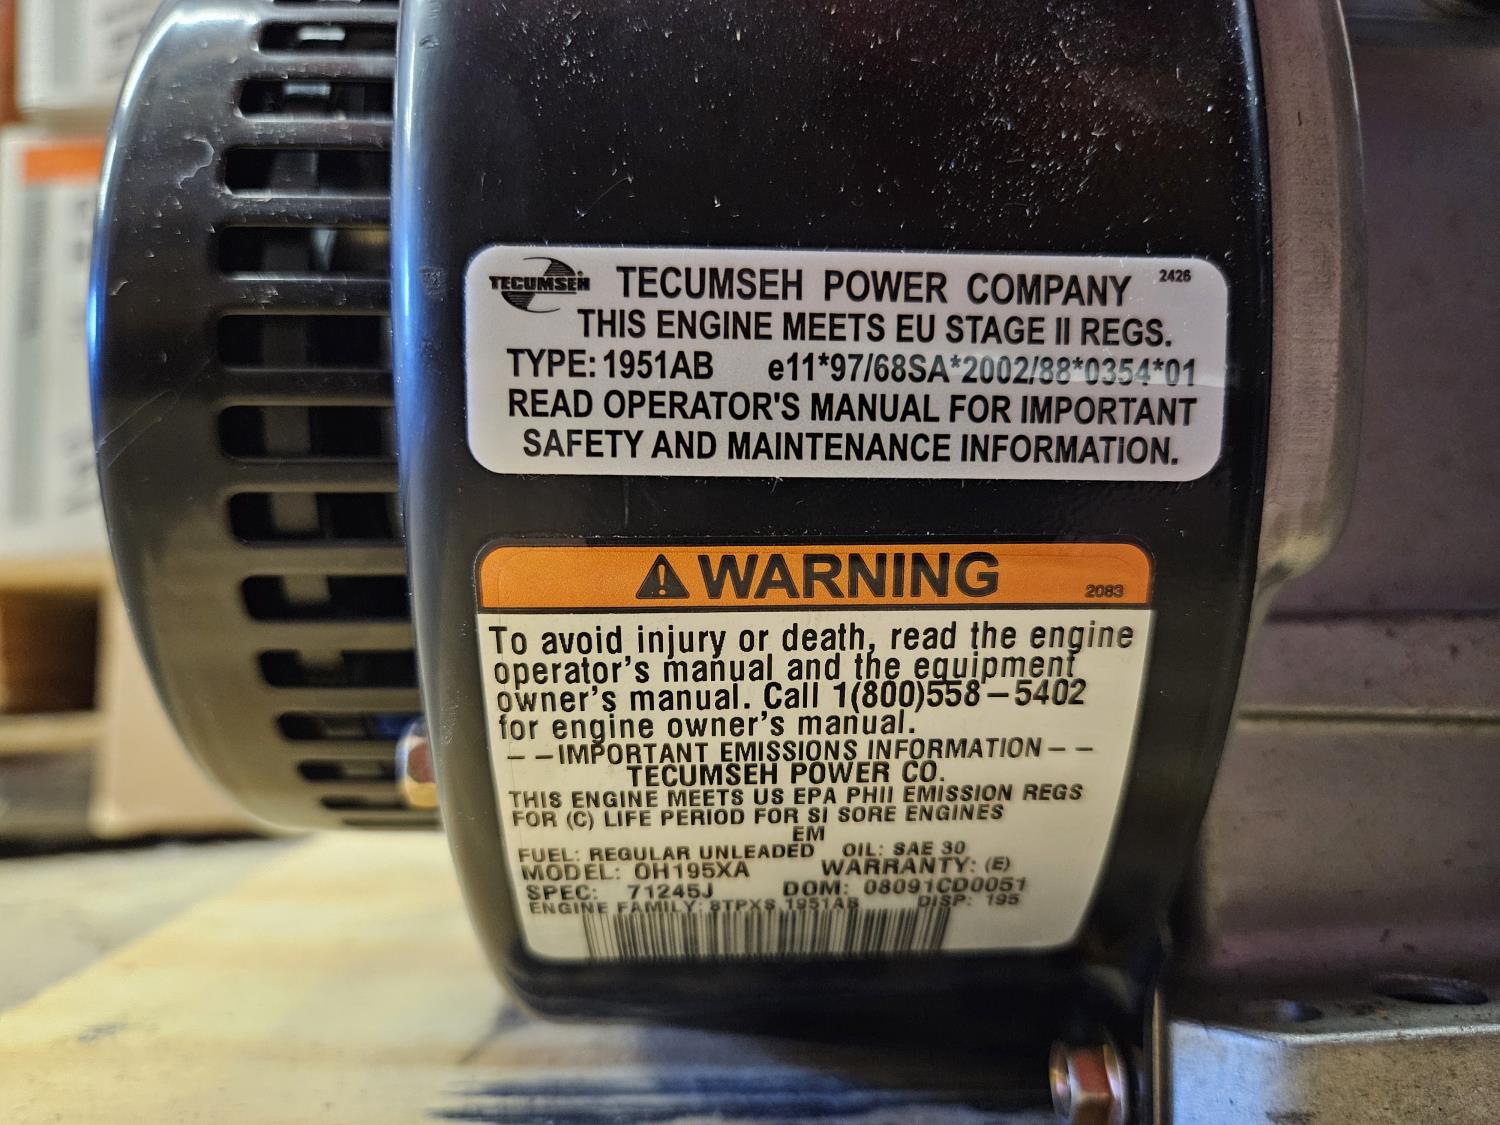 TECUMSEH TECUMSEH POWER COMPANY 2426
THIS ENGINE MEETS EU STAGE II REGS.
TYPE: 1951AB e11*97/68SA*2002/88*0354*01
READ OPERATOR'S MANUAL FOR IMPORTANT
SAFETY AND MAINTENANCE INFORMATION.
WARNING 2083
To avoid injury or death, read the engine
operator's manual and the equipment
owner's manual. Call 1(800)558-5402
for engine owner's manual.
--IMPORTANT EMISSIONS INFORMATION--
TECUMSEH POWER CO.
THIS ENGINE MEETS US EPA PHII EMISSION REGS
FOR (C) LIFE PERIOD FOR SI SORE ENGINES
EM
FUEL: REGULAR UNLEADED OIL: SAE 30
MODEL: OH195XA WARRANTY: (E)
SPEC: 71245J DOM: 08091CD0051
ENGINE FAMILY: 8TPXS.1951AB DISP: 195